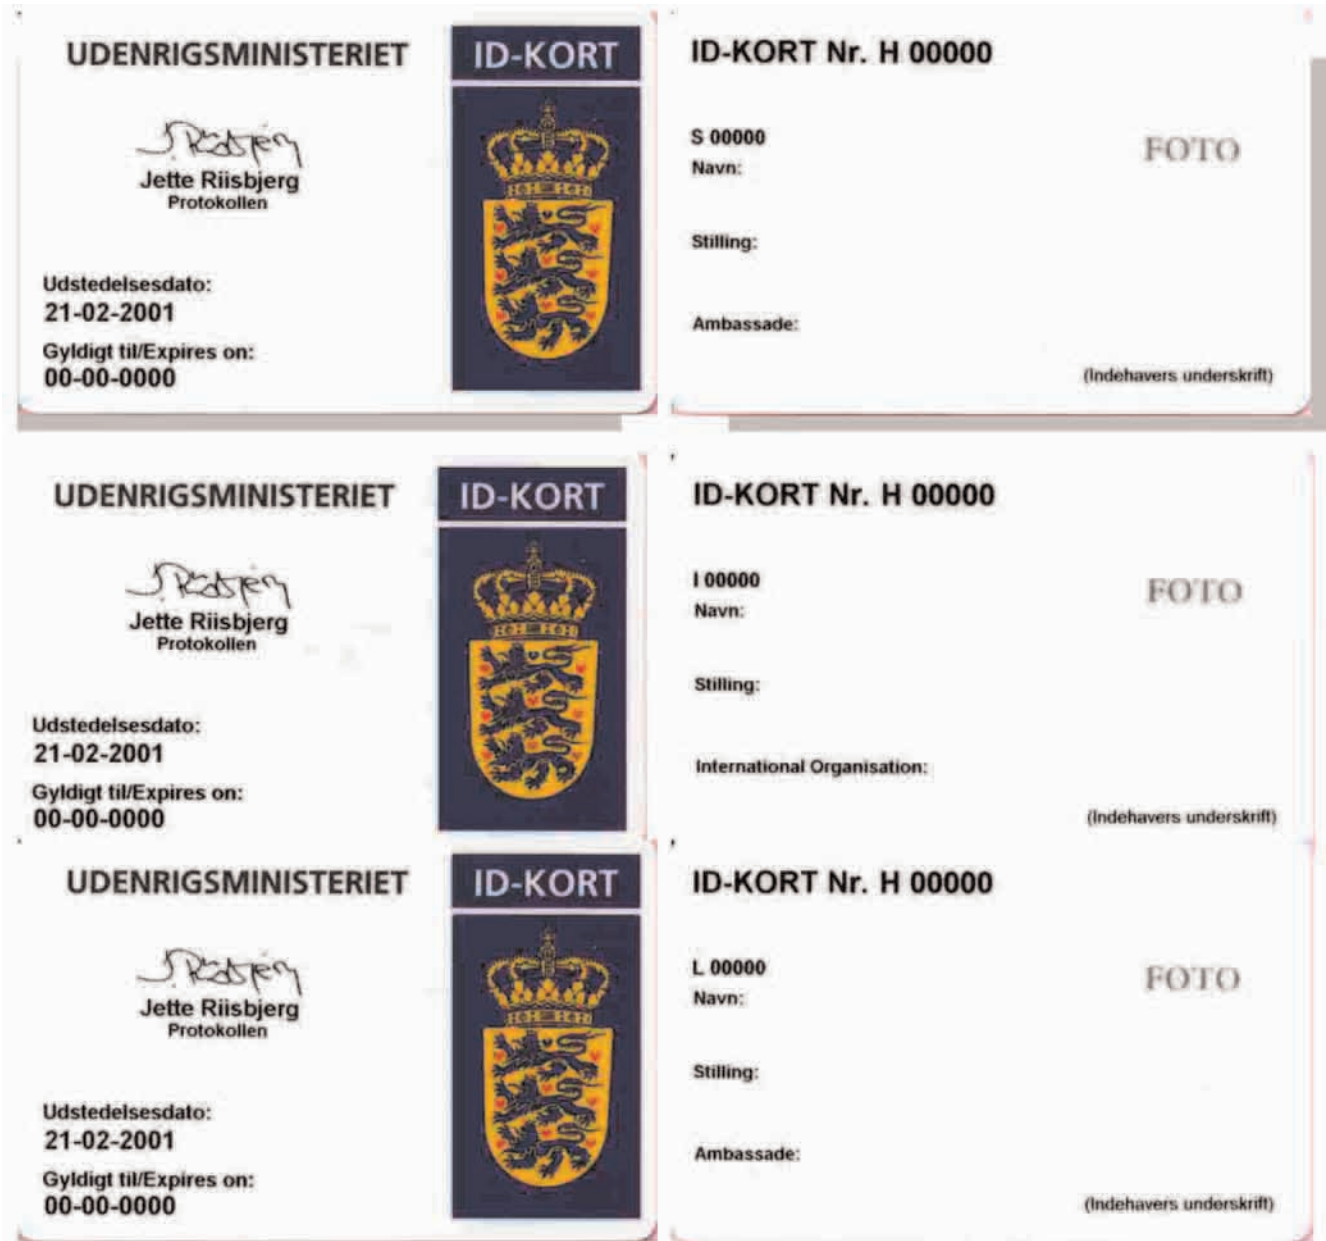 UDENRIGSMINISTERIET
ID-KORT
Jette Riisbjerg
Protokollen
Udstedelsesdato:
21-02-2001
Gyldigt til/Expires on:
00-00-0000
ID-KORT Nr. H 00000
S 00000
FOTO
Navn:
Stilling:
Ambassade:
(Indehavers underskrift)
UDENRIGSMINISTERIET
ID-KORT
Jette Riisbjerg
Protokollen
Udstedelsesdato:
21-02-2001
Gyldigt til/Expires on:
00-00-0000
ID-KORT Nr. H 00000
I 00000
FOTO
Navn:
Stilling:
International Organisation:
(Indehavers underskrift)
UDENRIGSMINISTERIET
ID-KORT
Jette Riisbjerg
Protokollen
Udstedelsesdato:
21-02-2001
Gyldigt til/Expires on:
00-00-0000
ID-KORT Nr. H 00000
L 00000
FOTO
Navn:
Stilling:
Ambassade:
(Indehavers underskrift)